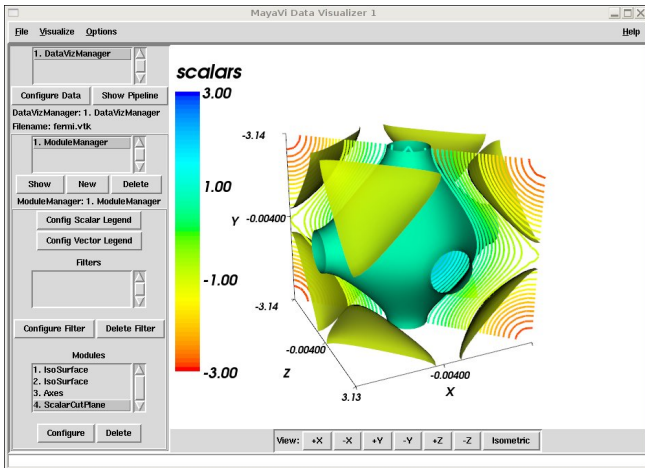 MayaVi Data Visualizer 1
File Visualize Options Help
1. DataVizManager
Configure Data Show Pipeline
DataVizManager: 1. DataVizManager
Filename: fermi.vtk
1. ModuleManager
Show New Delete
ModuleManager: 1. ModuleManager
Config Scalar Legend
Config Vector Legend
Filters
Configure Filter Delete Filter
Modules
1. IsoSurface
2. IsoSurface
3. Axes
4. ScalarCutPlane
Configure Delete
scalars
3.00
1.00
-1.00
-3.00
-3.14
Y -0.00400
-3.14
-0.00400
Z
3.13
-0.00400
X
View: +X -X +Y -Y +Z -Z Isometric